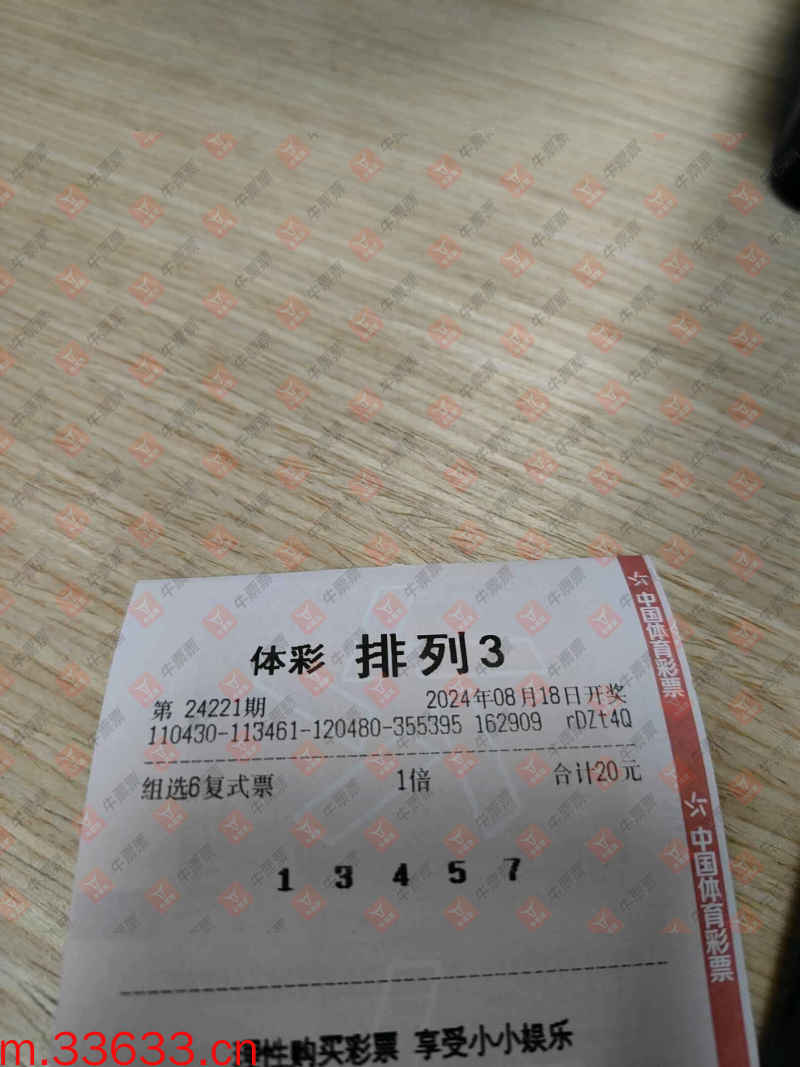 体彩 排列3
第 24221期 2024年08月18日开奖
110430-113461-120480-355395 162909 rDZt4Q
组选6复式票 1倍 合计20元
1 3 4 5 7
性购买彩票 享受小小娱乐
中国体育彩票
中国体育彩票
m.33633.cn
牛票票